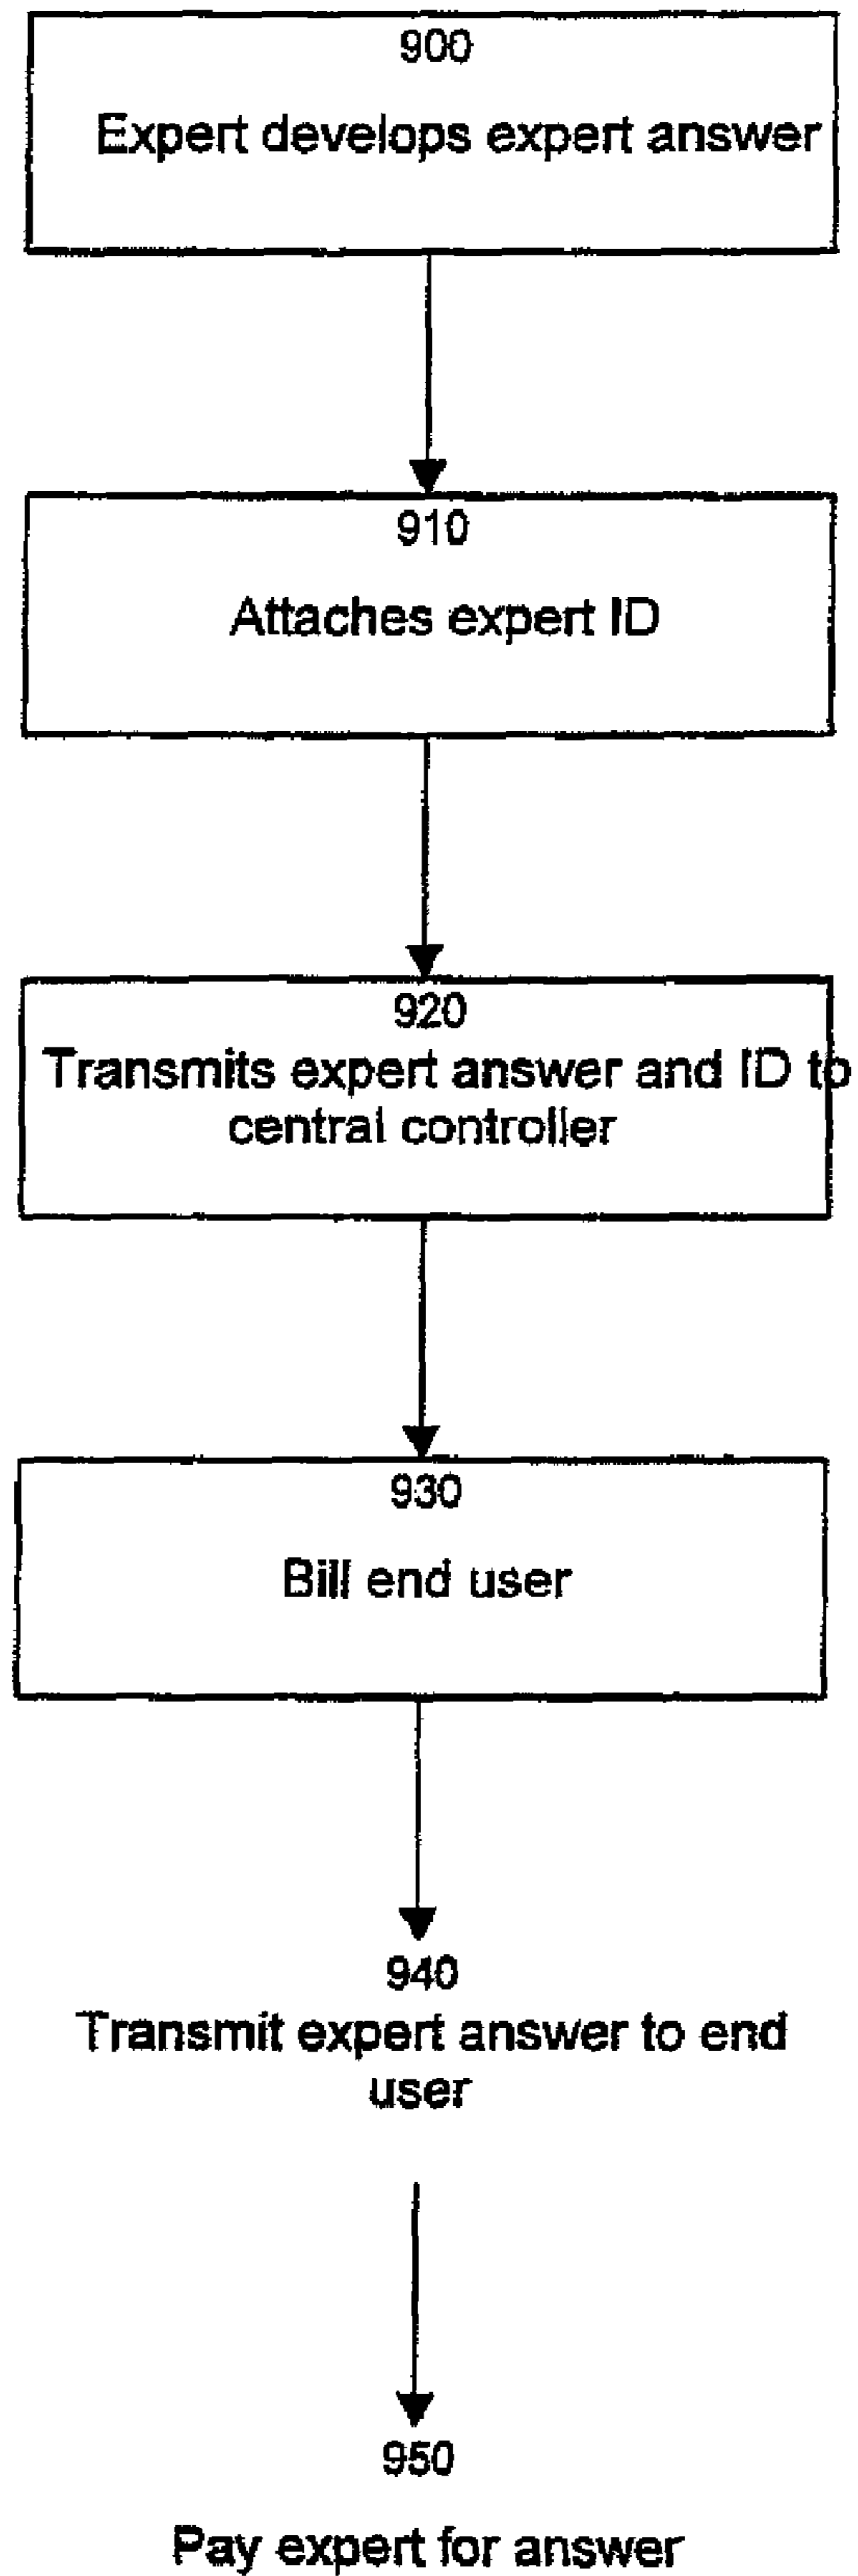 900
Expert develops expert answer
910
Attaches expert ID
920
Transmits expert answer and ID to
central controller
930
Bill end user
940
Transmit expert answer to end
user
950
Pay expert for answer